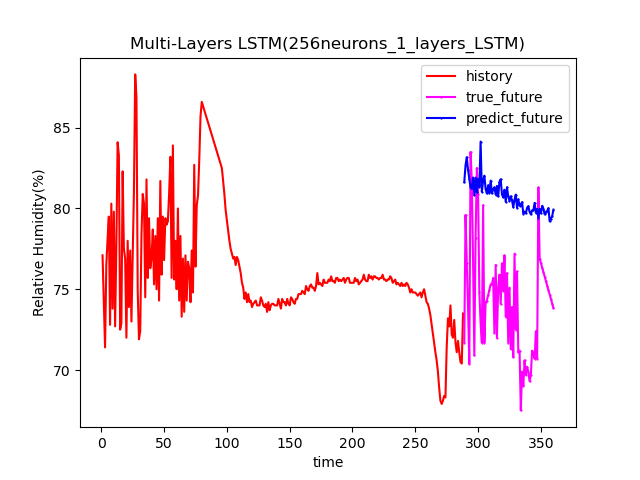 Multi-Layers LSTM(256neurons_1_layers_LSTM)
history
true_future
predict_future
Relative Humidity(%)
85
80
75
70
0
50
100
150
200
250
300
350
time